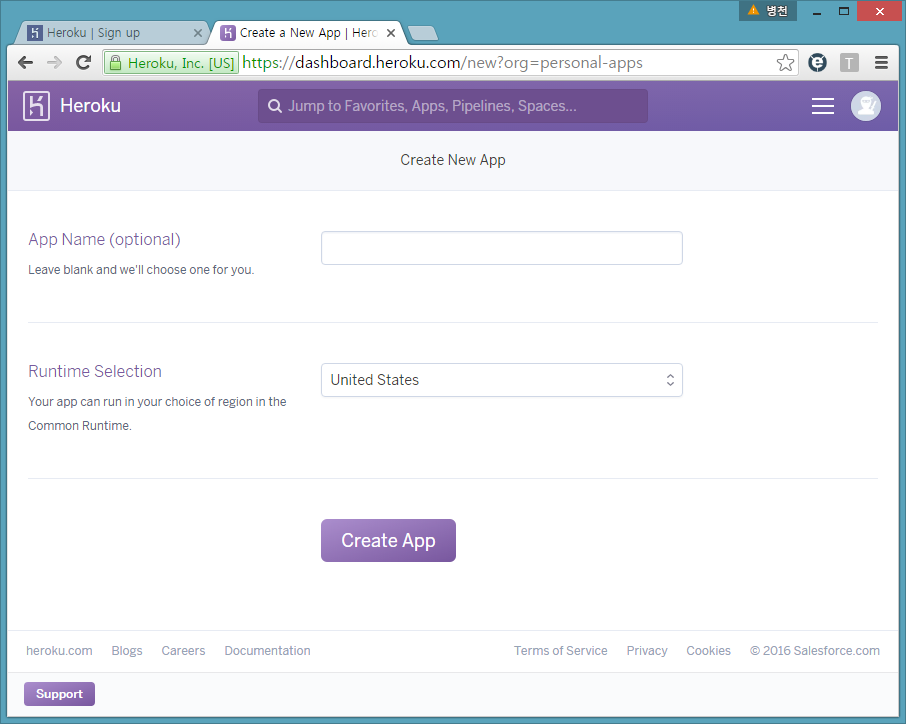 병천
Heroku | Sign up
Create a New App | Herc
Heroku, Inc. [US] https://dashboard.heroku.com/new?org=personal-apps
T
Heroku
Jump to Favorites, Apps, Pipelines, Spaces...
Create New App
App Name (optional)
Leave blank and we'll choose one for you.
Runtime Selection
United States
Your app can run in your choice of region in the
Common Runtime.
Create App
heroku.com Blogs Careers Documentation Terms of Service Privacy Cookies © 2016 Salesforce.com
Support